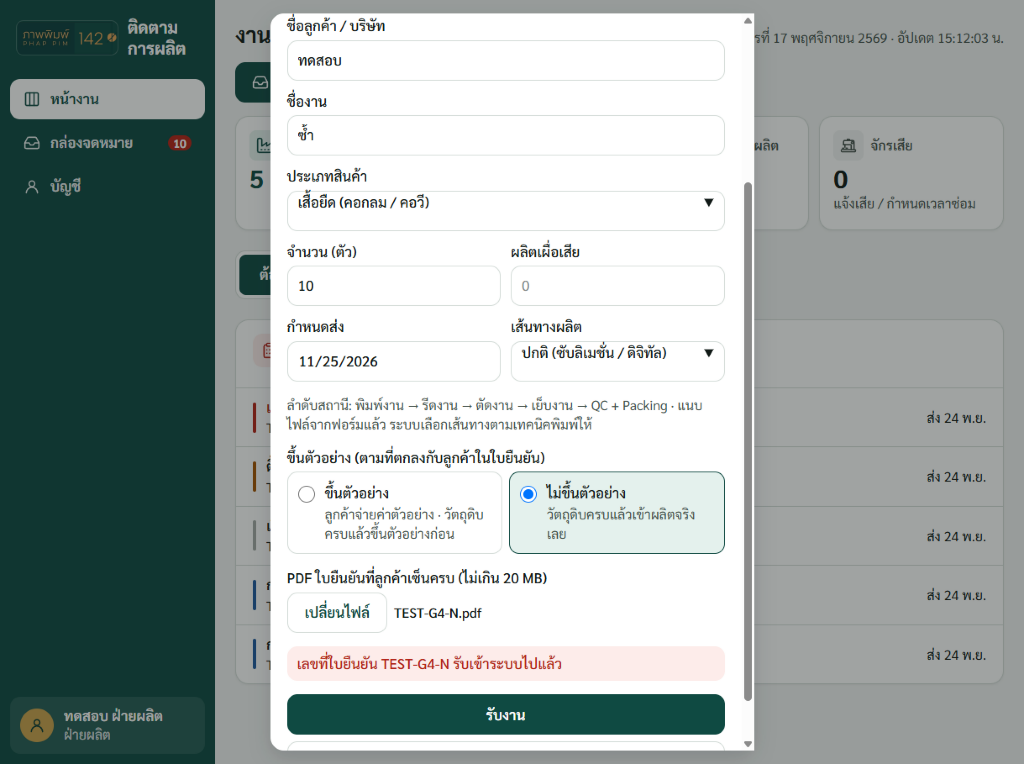 ภาพพิมพ์
PHAP PIM
142
ติดตาม
การผลิต
หน้างาน
กล่องจดหมาย
10
บัญชี
ทดสอบ ฝ่ายผลิต
ฝ่ายผลิต
งาน
17 พฤศจิกายน 2569 · อัปเดต 15:12:03 น.
5
ผลิต
จักรเสีย
0
แจ้งเสีย / กำหนดเวลาซ่อม
ชื่อลูกค้า / บริษัท
ทดสอบ
ชื่องาน
ซ้ำ
ประเภทสินค้า
เสื้อยืด (คอกลม / คอวี)
จำนวน (ตัว)
ผลิตเผื่อเสีย
10
0
กำหนดส่ง
เส้นทางผลิต
11/25/2026
ปกติ (ซับลิเมชั่น / ดิจิทัล)
ลำดับสถานี: พิมพ์งาน → รีดงาน → ตัดงาน → เย็บงาน → QC + Packing · แนบ
ไฟล์จากฟอร์มแล้ว ระบบเลือกเส้นทางตามเทคนิคพิมพ์ให้
ขึ้นตัวอย่าง (ตามที่ตกลงกับลูกค้าในใบยืนยัน)
ขึ้นตัวอย่าง
ลูกค้าจ่ายค่าตัวอย่าง · วัตถุดิบ
ครบแล้วขึ้นตัวอย่างก่อน
ไม่ขึ้นตัวอย่าง
วัตถุดิบครบแล้วเข้าผลิตจริง
เลย
PDF ใบยืนยันที่ลูกค้าเซ็นครบ (ไม่เกิน 20 MB)
เปลี่ยนไฟล์
TEST-G4-N.pdf
เลขที่ใบยืนยัน TEST-G4-N รับเข้าระบบไปแล้ว
รับงาน
ส่ง 24 พ.ย.
ส่ง 24 พ.ย.
ส่ง 24 พ.ย.
ส่ง 24 พ.ย.
ส่ง 24 พ.ย.